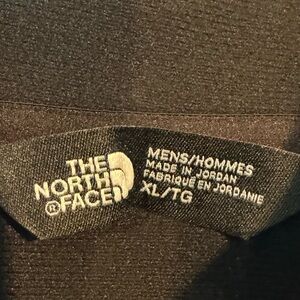 THE
NORTH
®FACE
MENS/HOMMES
MADE IN JORDAN
FABRIQUÉ EN JORDANIE
XL/TG